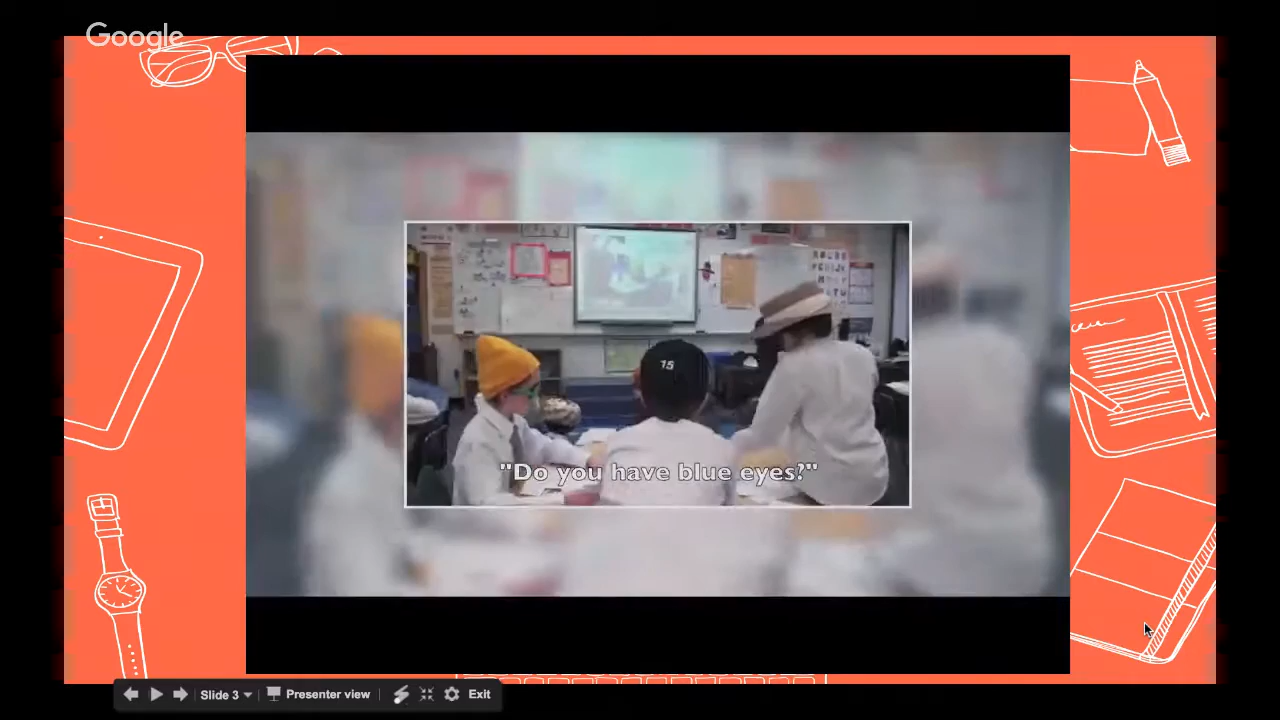 Google
15
"Do you have blue eyes?"
Slide 3
Presenter view
Exit